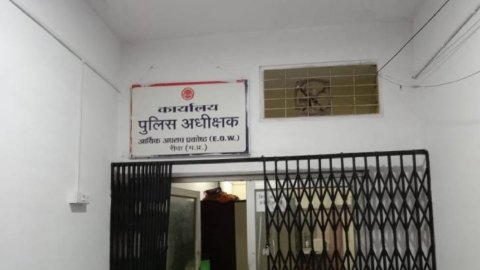 कार्यालय
पुलिस अधीक्षक
आर्थिक अपराध प्रकोष्ठ (E.O.W.)
रीवा (म.प्र.)